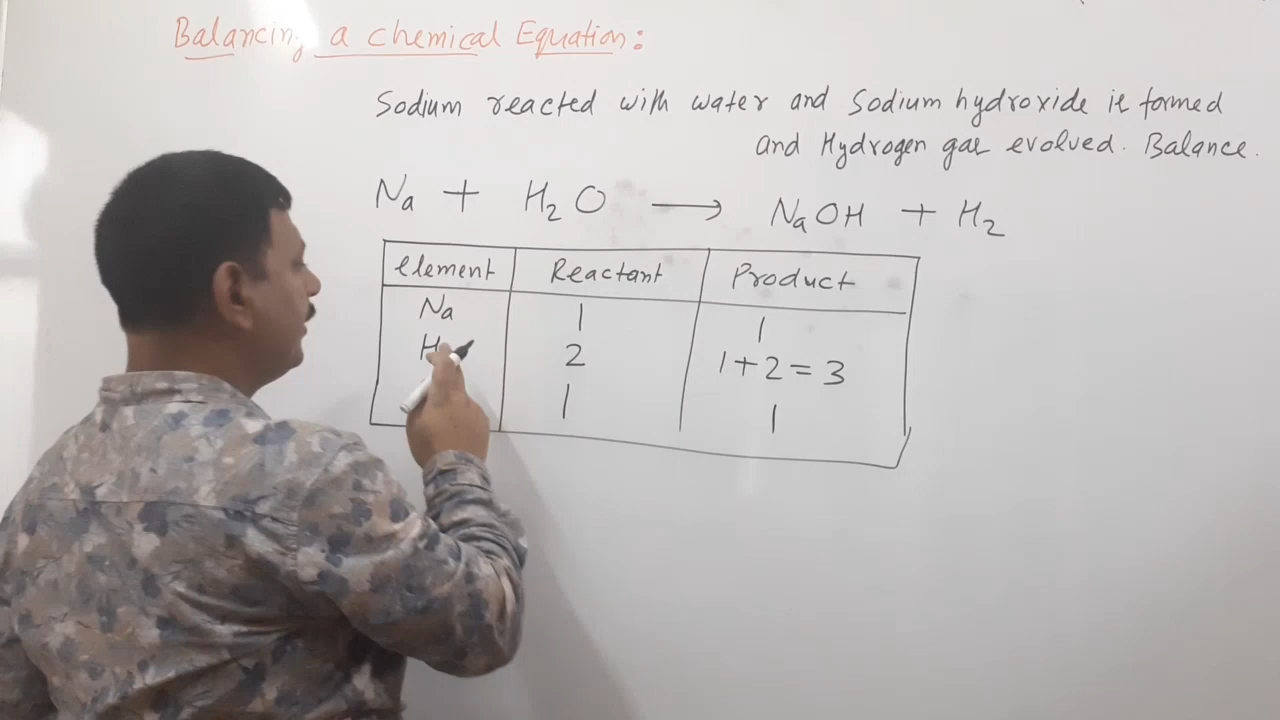 Balancing a chemical Equation:
Sodium reacted with water and Sodium hydroxide is formed
and Hydrogen gas evolved. Balance.
Na + H2O → NaOH + H2
element Reactant Product
Na 1 1
H 2 1+2=3
1 1